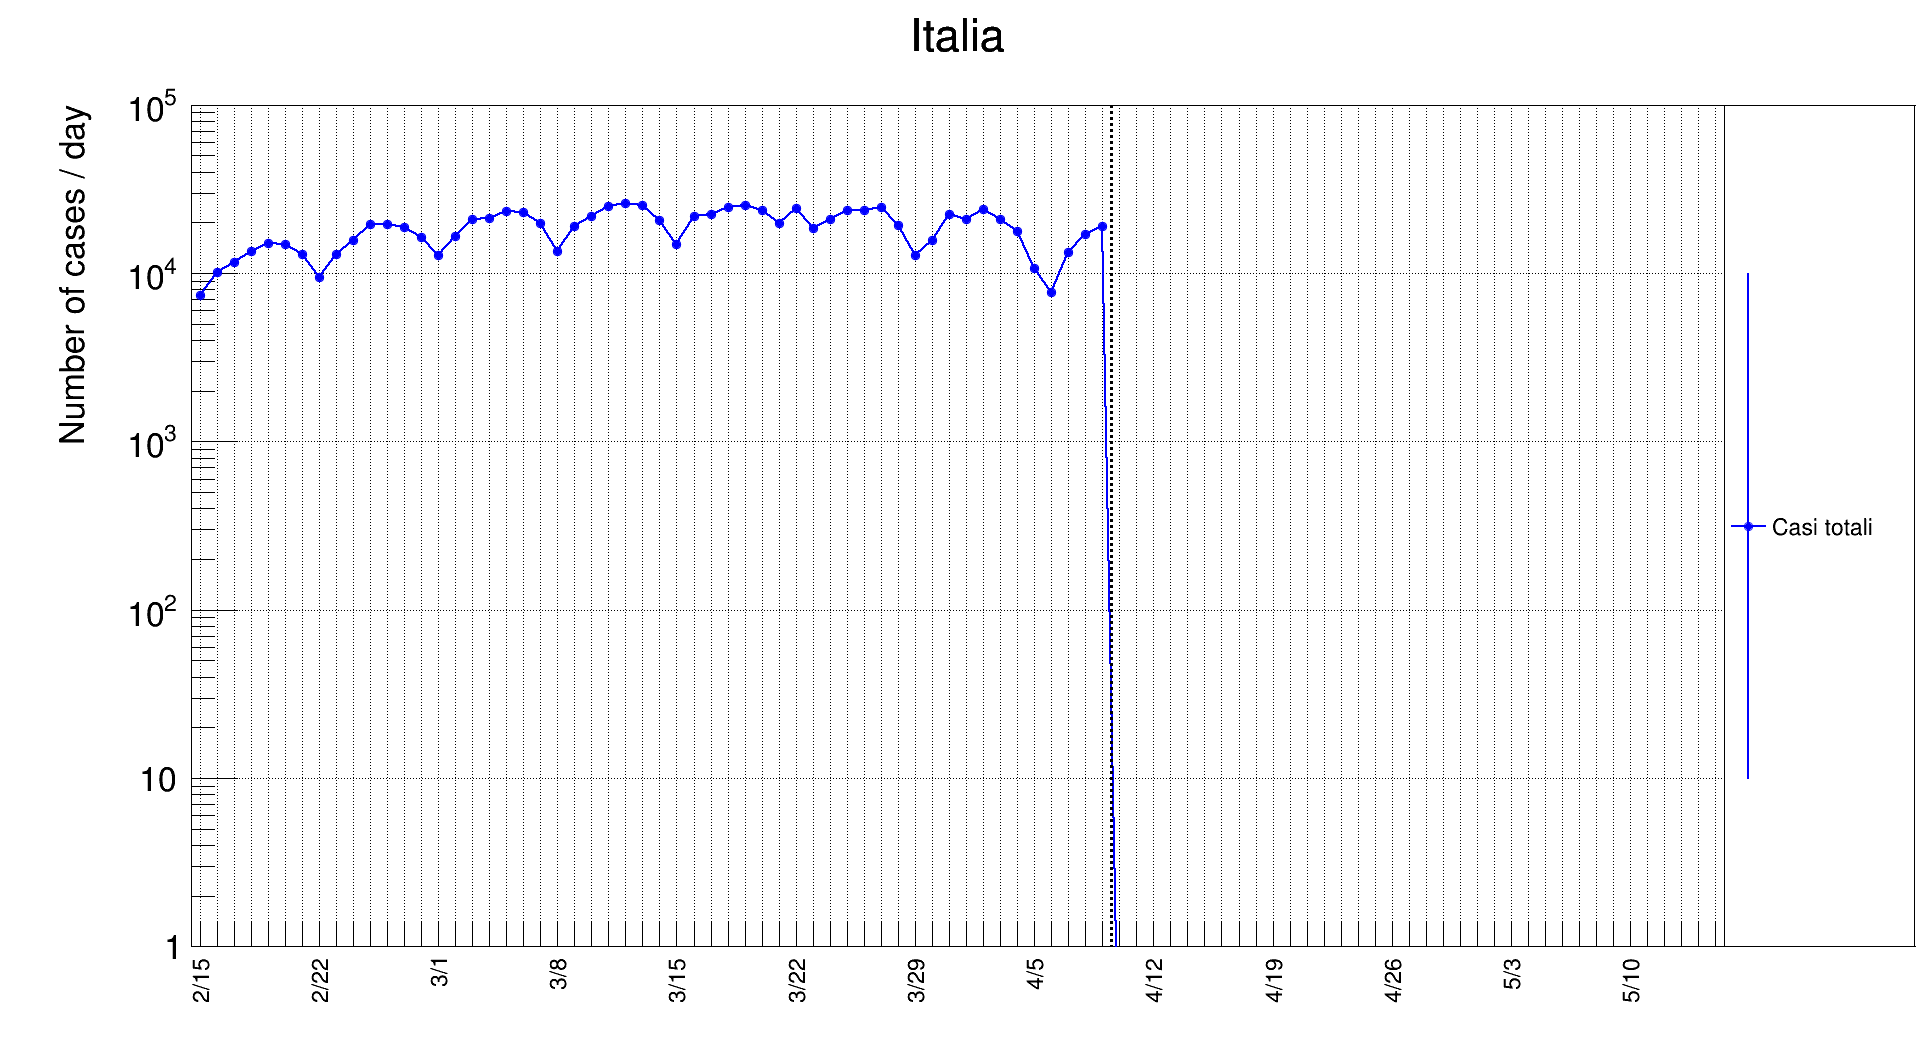 Italia
Number of cases / day
10^5
10^4
10^3
10^2
10
1
2/15 2/22 3/1 3/8 3/15 3/22 3/29 4/5 4/12 4/19 4/26 5/3 5/10
Casi totali